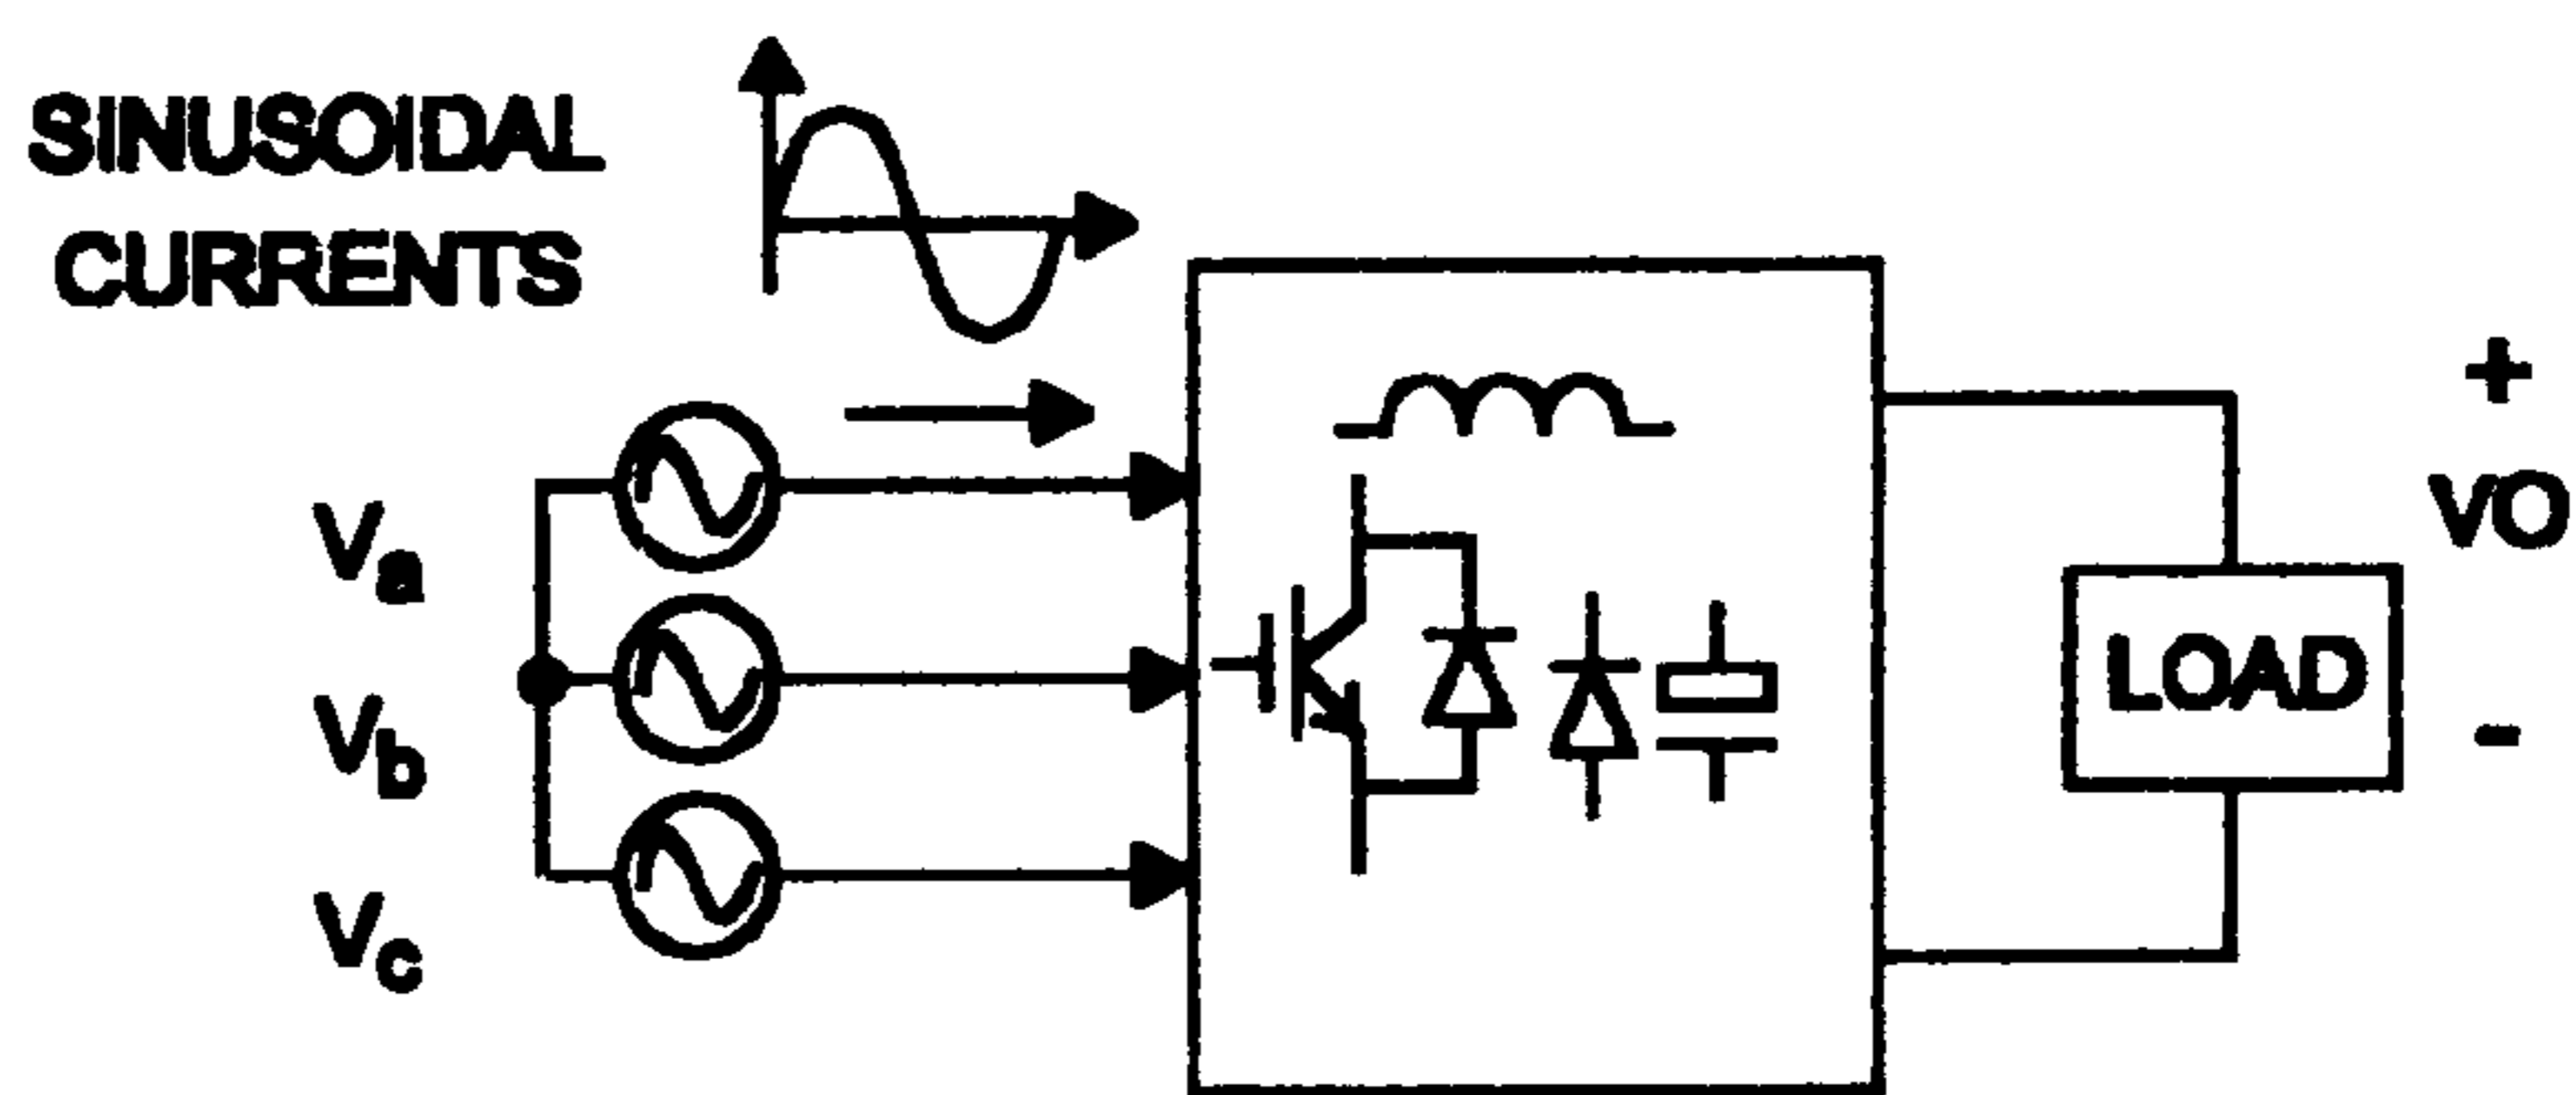 SINUSOIDAL
CURRENTS
Va
Vb
Vc
+
VO
LOAD
-